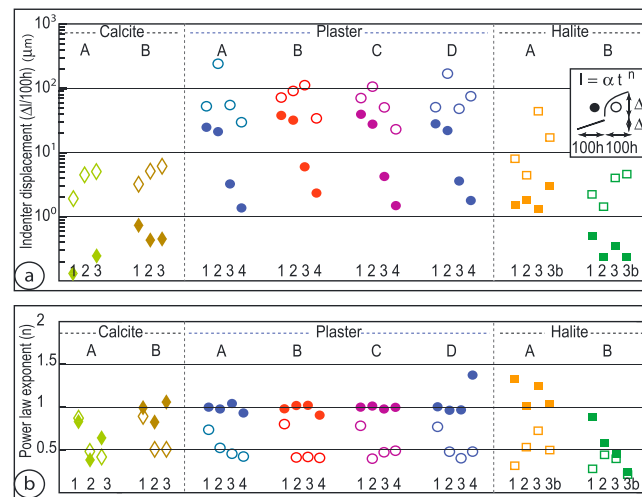 Calcite Plaster Halite
A B A B C D A B
Indenter displacement (Δl/100h) (μm)
10³
10²
10¹
10⁰
l = α t ⁿ
Δ
Δ
100h 100h
1 2 3 1 2 3 1 2 3 4 1 2 3 4 1 2 3 4 1 2 3 4 1 2 3 3b 1 2 3 3b
a
Calcite Plaster Halite
A B A B C D A B
Power law exponent (n)
2
1.5
1
0.5
1 2 3 1 2 3 1 2 3 4 1 2 3 4 1 2 3 4 1 2 3 4 1 2 3 3b 1 2 3 3b
b